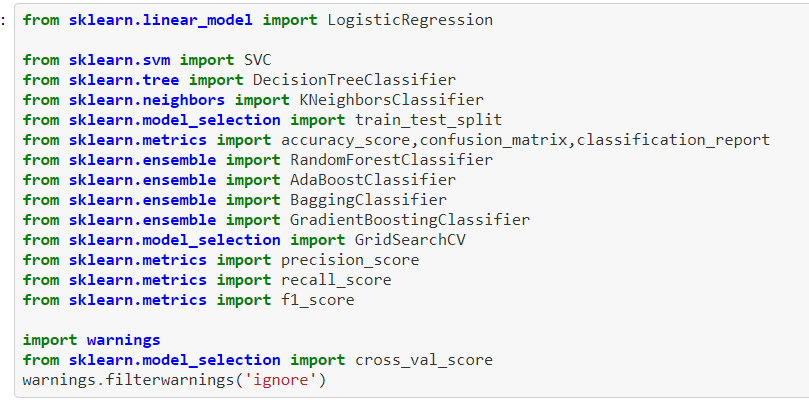 : from sklearn.linear_model import LogisticRegression
from sklearn.svm import SVC
from sklearn.tree import DecisionTreeClassifier
from sklearn.neighbors import KNeighborsClassifier
from sklearn.model_selection import train_test_split
from sklearn.metrics import accuracy_score,confusion_matrix,classification_report
from sklearn.ensemble import RandomForestClassifier
from sklearn.ensemble import AdaBoostClassifier
from sklearn.ensemble import BaggingClassifier
from sklearn.ensemble import GradientBoostingClassifier
from sklearn.model_selection import GridSearchCV
from sklearn.metrics import precision_score
from sklearn.metrics import recall_score
from sklearn.metrics import f1_score
import warnings
from sklearn.model_selection import cross_val_score
warnings.filterwarnings('ignore')